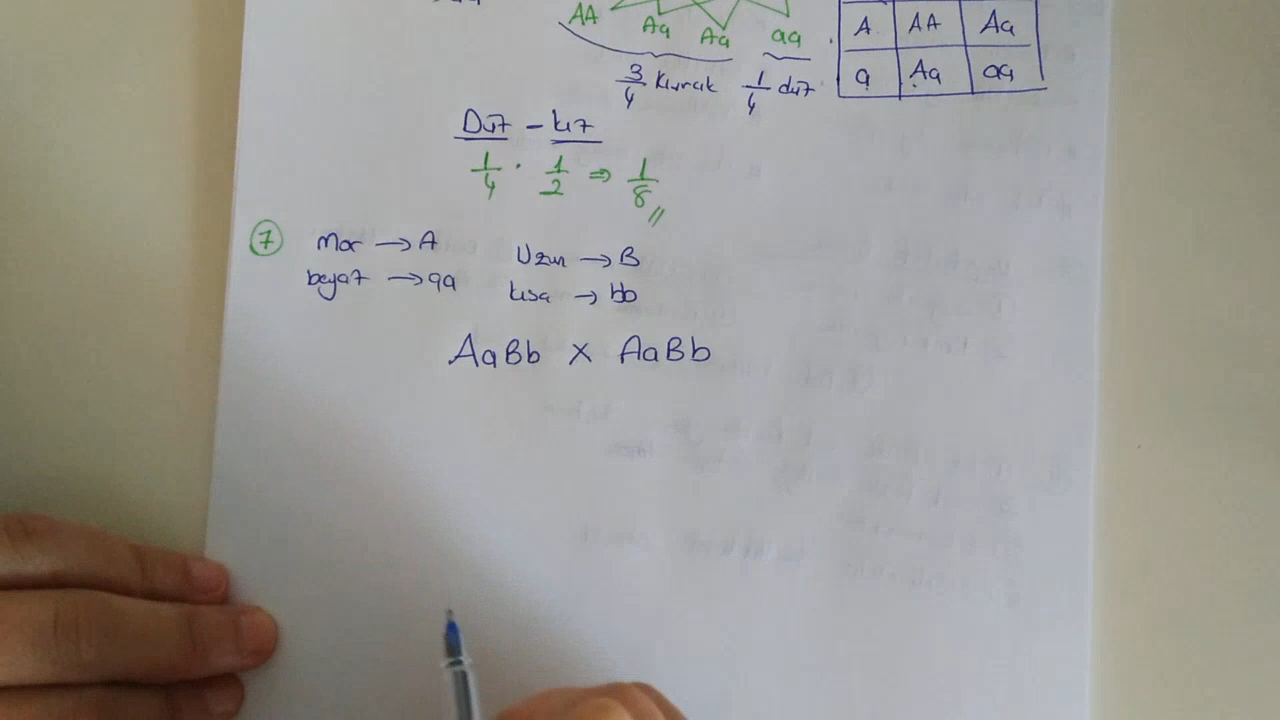 AA Aa Aa aa
A AA Aa
a Aa aa
3/4 kıvırcık 1/4 düz
Düz - kız
1/4 · 1/2 ⇒ 1/8
7 Mor → A Uzun → B
beyaz → aa kısa → bb
AaBb X AaBb